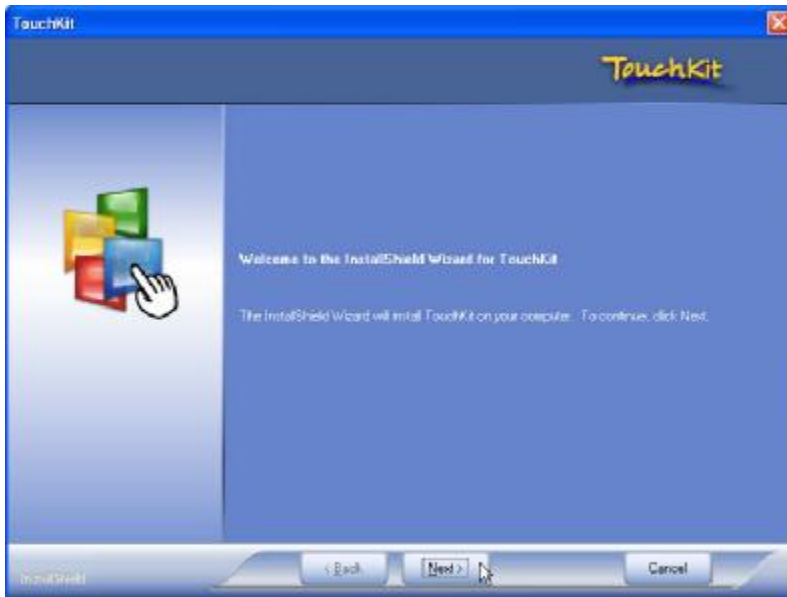 TouchKit
TouchKit
Welcome to the InstallShield Wizard for TouchKit
The InstallShield Wizard will install TouchKit on your computer. To continue, click Next.
< Back
Next >
Cancel
InstallShield